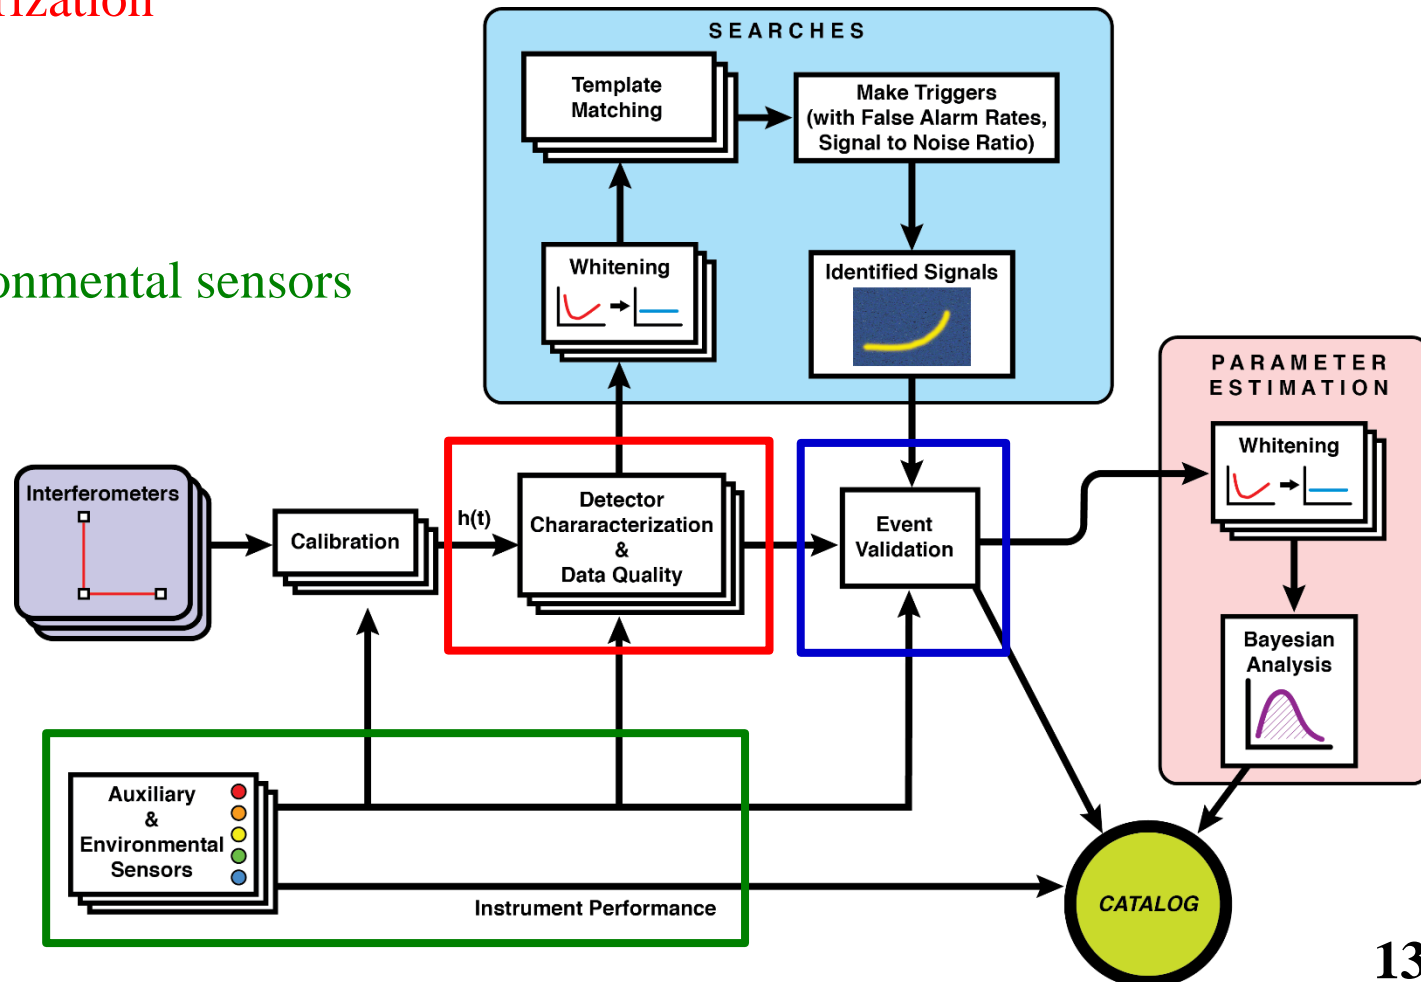 rization
onmental sensors
SEARCHES
Template
Matching
Make Triggers
(with False Alarm Rates,
Signal to Noise Ratio)
Whitening
Identified Signals
PARAMETER
ESTIMATION
Whitening
Interferometers
Calibration
h(t)
Detector
Chararacterization
&
Data Quality
Event
Validation
Bayesian
Analysis
Auxiliary
&
Environmental
Sensors
Instrument Performance
CATALOG
13